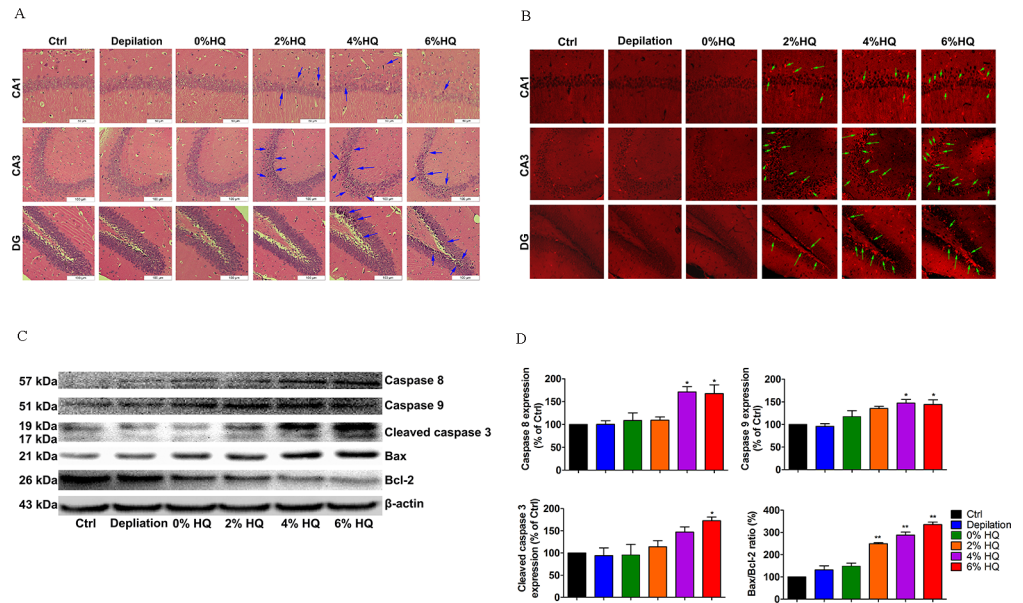 A
Ctrl Depilation 0%HQ 2%HQ 4%HQ 6%HQ
CA1
CA3
DG
B
Ctrl Depilation 0%HQ 2%HQ 4%HQ 6%HQ
CA1
CA3
DG
C
57 kDa Caspase 8
51 kDa Caspase 9
19 kDa
Cleaved caspase 3
17 kDa
21 kDa Bax
26 kDa Bcl-2
43 kDa β-actin
Ctrl Depliation 0% HQ 2% HQ 4% HQ 6% HQ
D
Caspase 8 expression
(% of Ctrl)
200
150
100
50
0
* *
Caspase 9 expression
(% of Ctrl)
200
150
100
50
0
* *
Cleaved caspase 3
expression (% of Ctrl)
200
150
100
50
0
*
Bax/Bcl-2 ratio (%)
400
300
200
100
0
** ** **
Ctrl
Depilation
0% HQ
2% HQ
4% HQ
6% HQ